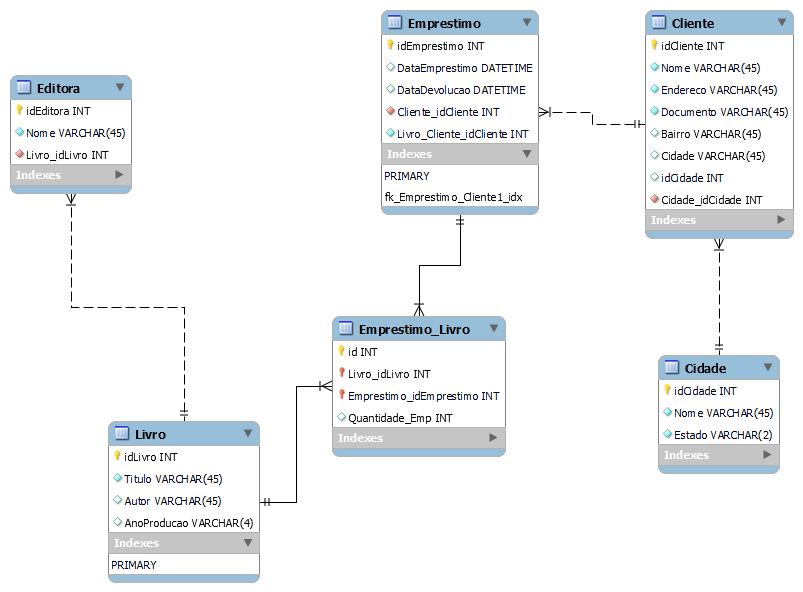 Emprestimo
idEmprestimo INT
DataEmprestimo DATETIME
DataDevolucao DATETIME
Cliente_idCliente INT
Livro_Cliente_idCliente INT
Indexes
PRIMARY
fk_Emprestimo_Cliente1_idx
Cliente
idCliente INT
Nome VARCHAR(45)
Endereco VARCHAR(45)
Documento VARCHAR(45)
Bairro VARCHAR(45)
Cidade VARCHAR(45)
idCidade INT
Cidade_idCidade INT
Indexes
Editora
idEditora INT
Nome VARCHAR(45)
Livro_idLivro INT
Indexes
Emprestimo_Livro
id INT
Livro_idLivro INT
Emprestimo_idEmprestimo INT
Quantidade_Emp INT
Indexes
Cidade
idCidade INT
Nome VARCHAR(45)
Estado VARCHAR(2)
Indexes
Livro
idLivro INT
Titulo VARCHAR(45)
Autor VARCHAR(45)
AnoProducao VARCHAR(4)
Indexes
PRIMARY